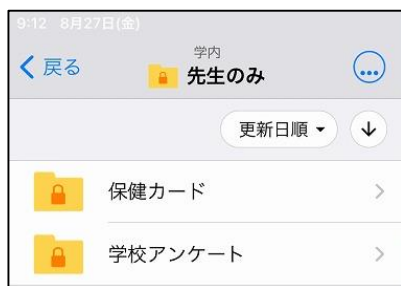 9:12 8月27日(金)
学内
戻る
先生のみ
更新日順
保健カード
学校アンケート